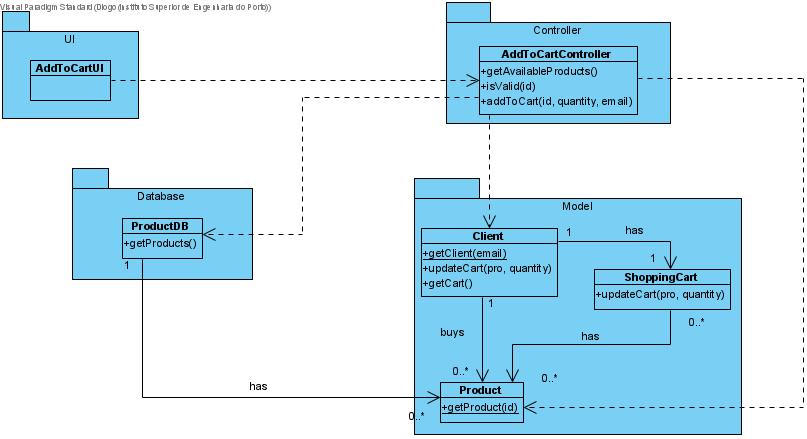 Visual Paradigm Standard (Diogo (Instituto Superior de Engenharia do Porto))
UI
AddToCartUI
Controller
AddToCartController
+getAvailableProducts()
+isValid(id)
+addToCart(id, quantity, email)
Database
ProductDB
+getProducts()
1
Model
Client
+getClient(email)
+updateCart(pro, quantity)
+getCart()
1
has
1
ShoppingCart
+updateCart(pro, quantity)
0..*
1
buys
has
0..*
0..*
Product
+getProduct(id)
has
0..*